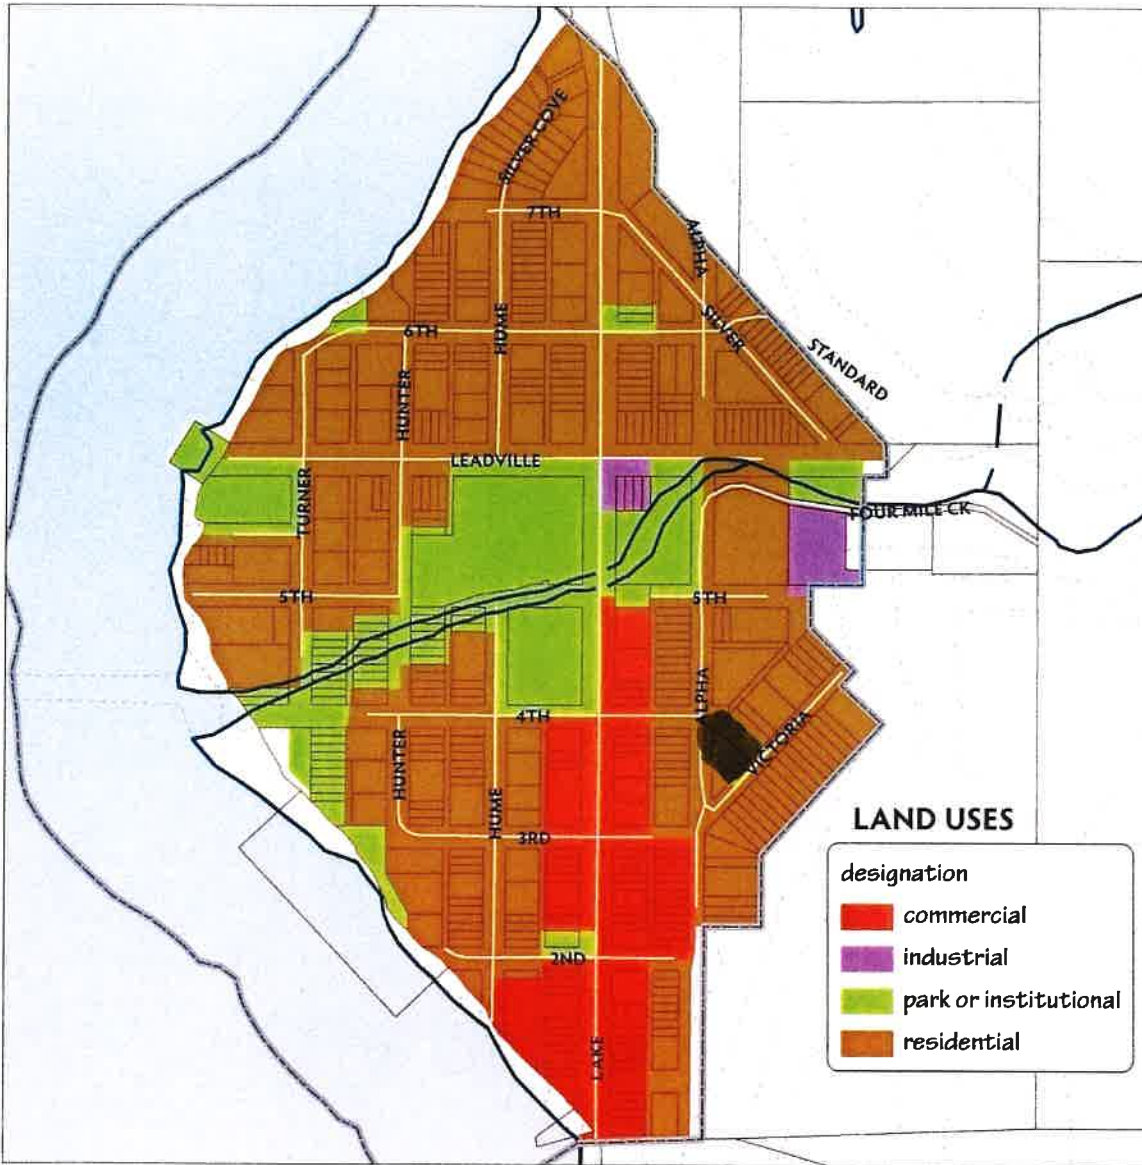 SILVER COVE
7TH
ALPHA
HUME
6TH
SILVER
STANDARD
HUNTER
LEADVILLE
TURNER
FOUR MILE CK
5TH
5TH
LPHA
4TH
VICTORIA
HUNTER
HUME
3RD
2ND
LAKE
LAND USES
designation
commercial
industrial
park or institutional
residential